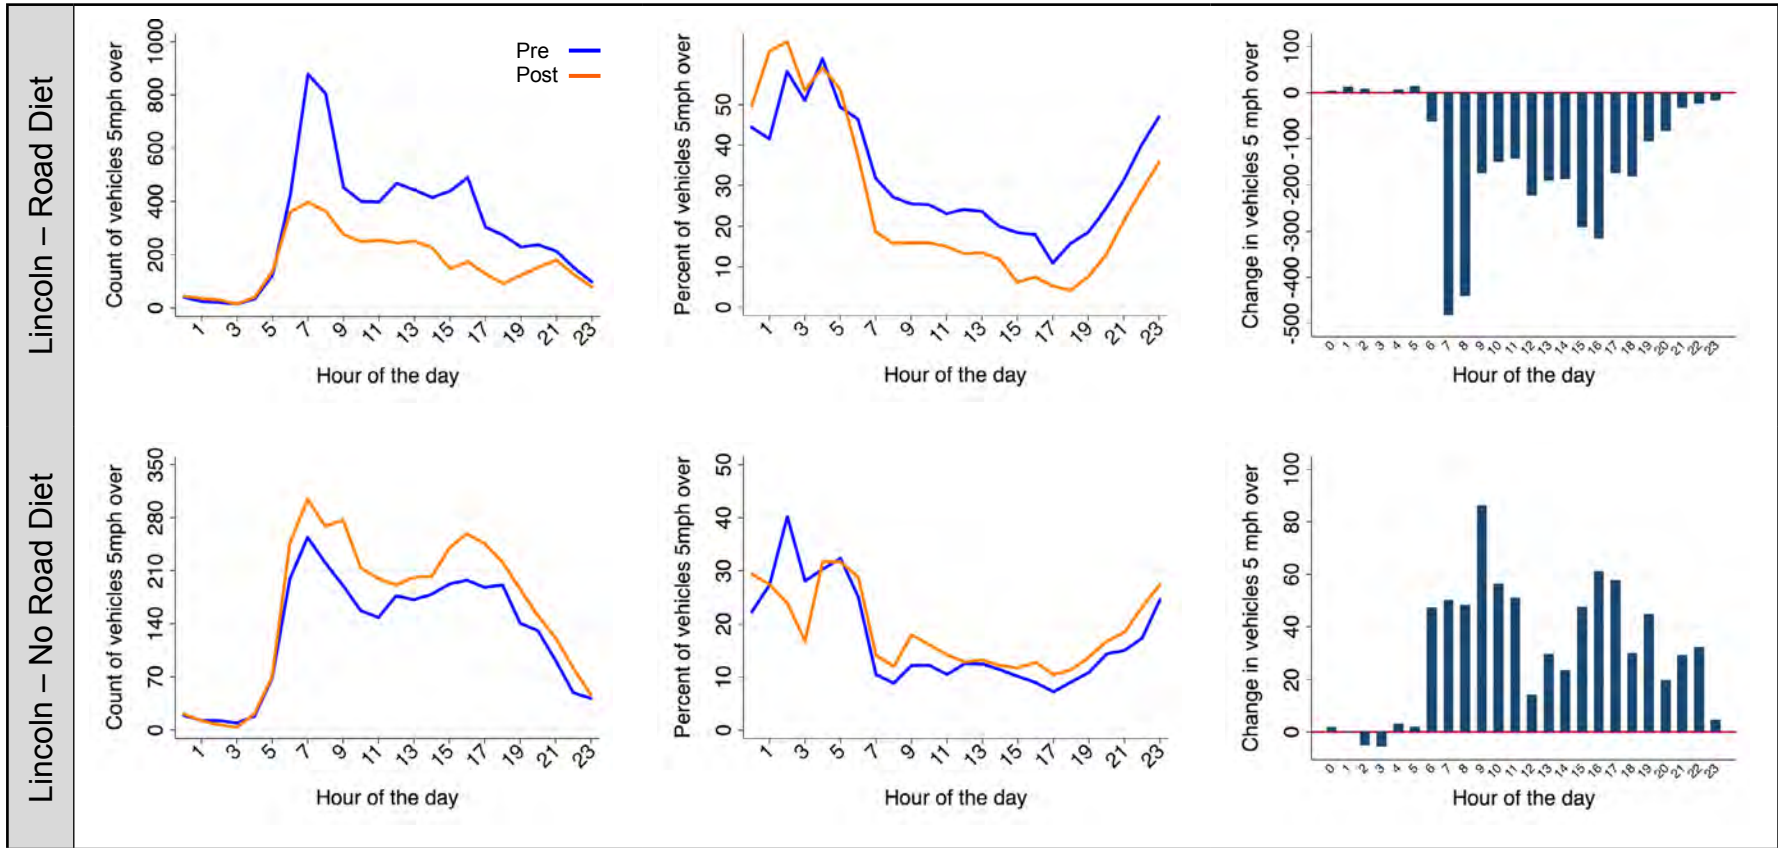 Lincoln – Road Diet
Count of vehicles 5mph over
0 200 400 600 800 1000
1 3 5 7 9 11 13 15 17 19 21 23
Hour of the day
Pre
Post
Percent of vehicles 5mph over
0 10 20 30 40 50
1 3 5 7 9 11 13 15 17 19 21 23
Hour of the day
Change in vehicles 5 mph over
-500 -400 -300 -200 -100 0 100
0 1 2 3 4 5 6 7 8 9 10 11 12 13 14 15 16 17 18 19 20 21 22 23
Hour of the day
Lincoln – No Road Diet
Count of vehicles 5mph over
0 70 140 210 280 350
1 3 5 7 9 11 13 15 17 19 21 23
Hour of the day
Percent of vehicles 5mph over
0 10 20 30 40 50
1 3 5 7 9 11 13 15 17 19 21 23
Hour of the day
Change in vehicles 5 mph over
0 20 40 60 80 100
0 1 2 3 4 5 6 7 8 9 10 11 12 13 14 15 16 17 18 19 20 21 22 23
Hour of the day